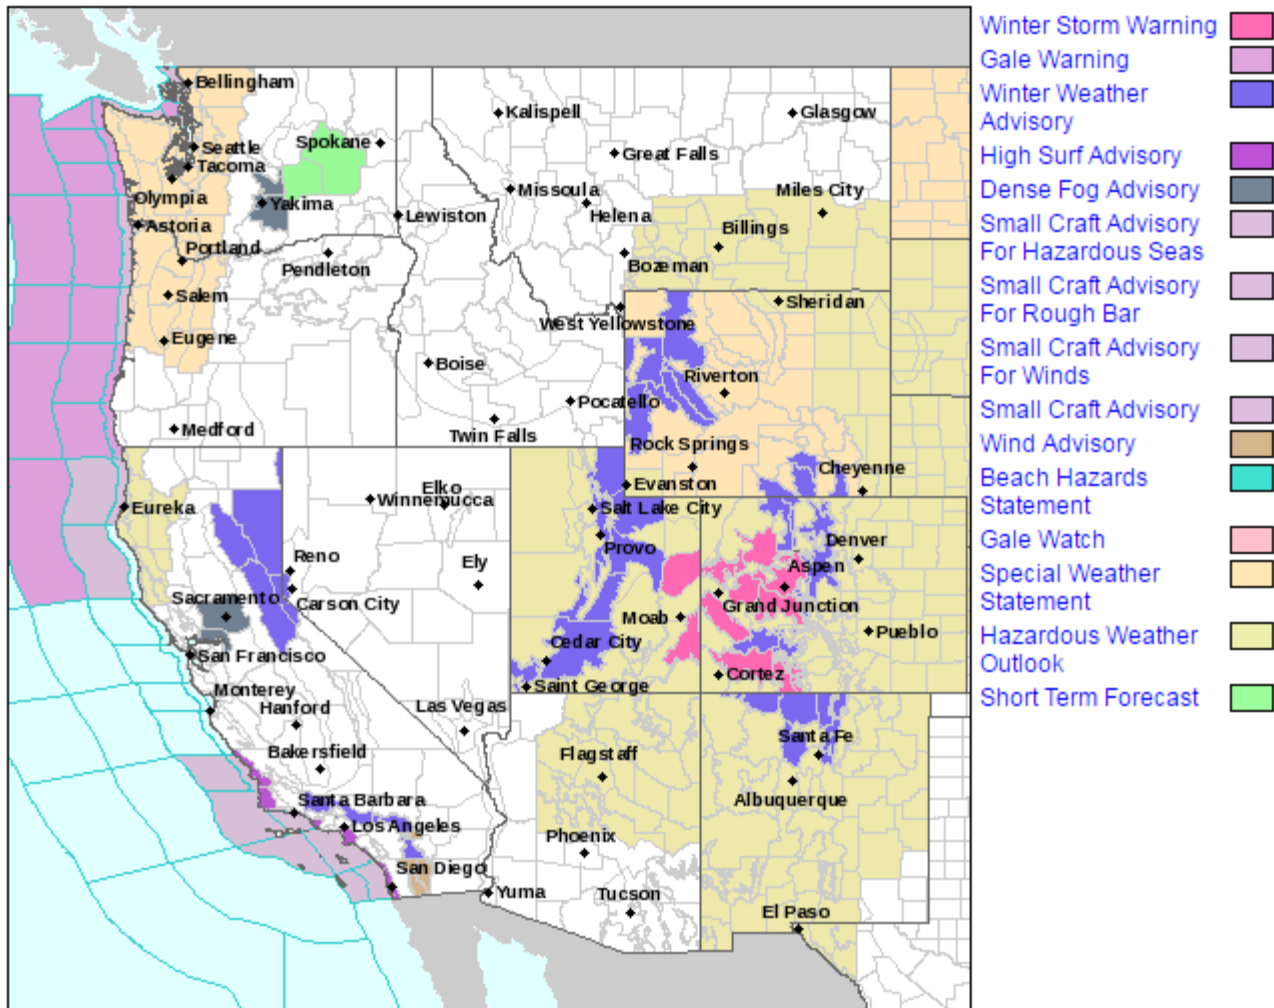 Bellingham
Kalispell
Glasgow
Seattle
Spokane
Great Falls
Tacoma
Missoula
Miles City
Olympia
Yakima
Helena
Lewiston
Astoria
Billings
Portland
Pendleton
Bozeman
Salem
Sheridan
West Yellowstone
Eugene
Boise
Riverton
Pocatello
Medford
Twin Falls
Rock Springs
Cheyenne
Elko
Evanston
Winnemucca
Eureka
Salt Lake City
Provo
Denver
Reno
Ely
Aspen
Sacramento
Carson City
Grand Junction
Moab
Pueblo
Cedar City
San Francisco
Cortez
Saint George
Monterey
Hanford
Las Vegas
Santa Fe
Bakersfield
Flagstaff
Santa Barbara
Albuquerque
Los Angeles
Phoenix
San Diego
Yuma
Tucson
El Paso
Winter Storm Warning
Gale Warning
Winter Weather
Advisory
High Surf Advisory
Dense Fog Advisory
Small Craft Advisory
For Hazardous Seas
Small Craft Advisory
For Rough Bar
Small Craft Advisory
For Winds
Small Craft Advisory
Wind Advisory
Beach Hazards
Statement
Gale Watch
Special Weather
Statement
Hazardous Weather
Outlook
Short Term Forecast